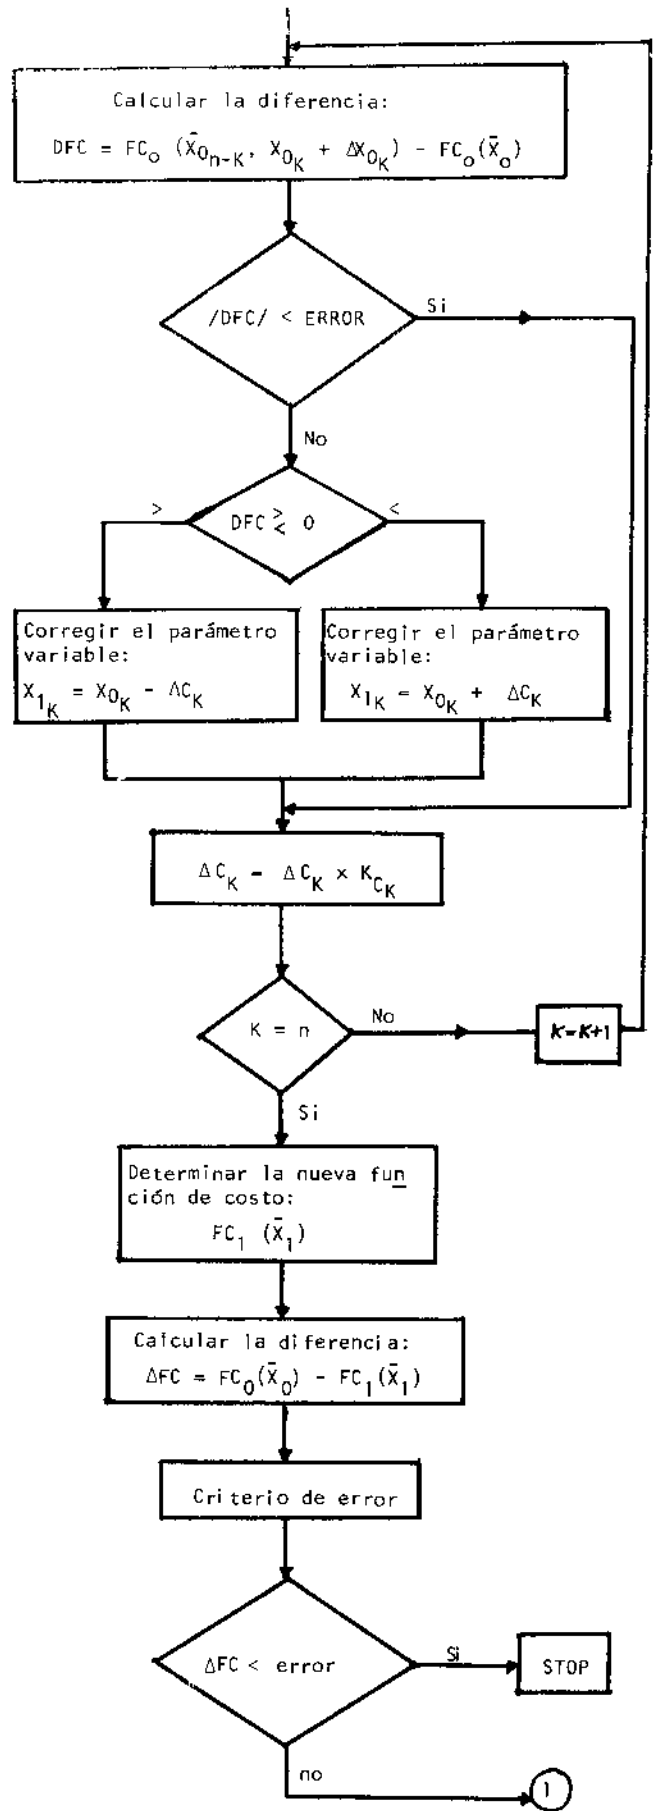 Calcular la diferencia:
DFC = FC₀ (X̄₀ₙ₋ₖ, X₀ₖ + ΔX₀ₖ) - FC₀(X̄₀)
/DFC/ < ERROR
Si
No
DFC ≷ 0
>
<
Corregir el parámetro
variable:
X₁ₖ = X₀ₖ - ΔCₖ
Corregir el parámetro
variable:
X₁ₖ = X₀ₖ + ΔCₖ
ΔC_K = ΔC_K × K_C_K
K = n
No
K=K+1
Si
Determinar la nueva fun
ción de costo:
FC₁ (X̄₁)
Calcular la diferencia:
ΔFC = FC₀(X̄₀) - FC₁(X̄₁)
Criterio de error
ΔFC < error
Si
STOP
no
1